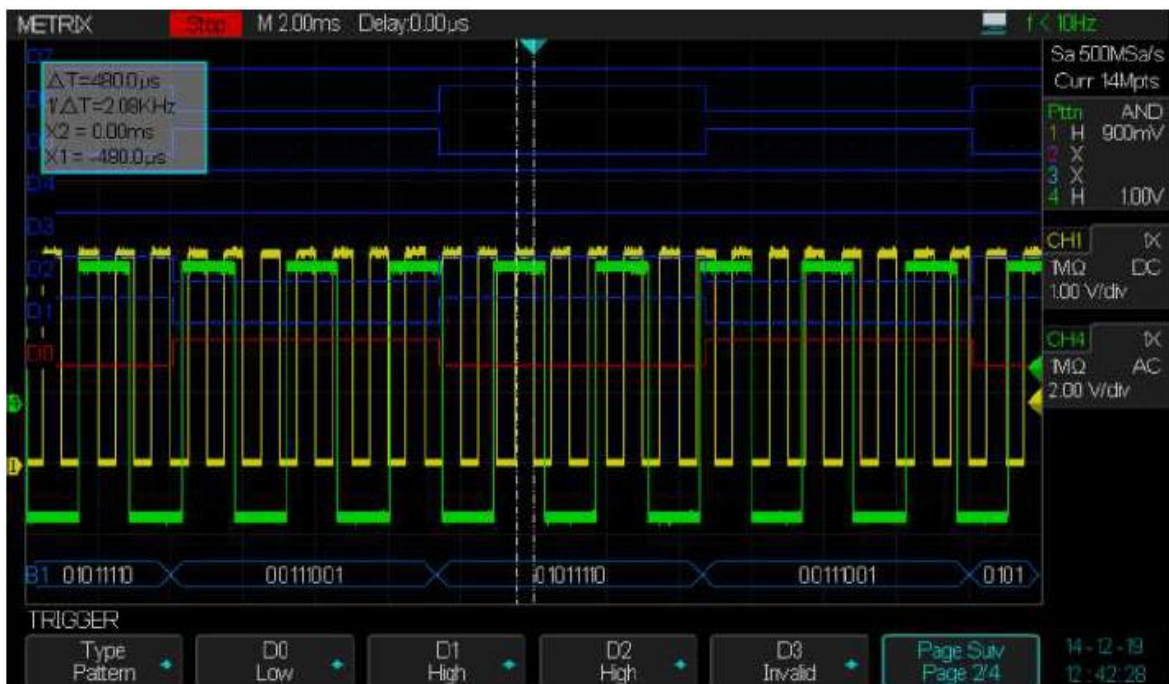 METRIX Stop M 2.00ms Delay:0.00µs f < 10Hz
Sa 500MSa/s
Curr 14Mpts
ΔT=480.0µs
1/ΔT=2.08KHz
X2 = 0.00ms
X1 = -480.0µs
Pttn AND
1 H 900mV
2 X
3 X
4 H 1.00V
D4
D3
D2
D1
D0
CH1 1X
1MΩ DC
1.00 V/div
CH4 1X
1MΩ AC
2.00 V/div
B1 01011110 00111001 01011110 00111001 0101
TRIGGER
Type
Pattern
D0
Low
D1
High
D2
High
D3
Invalid
Page Suiv
Page 2/4
14-12-19
12:42:28